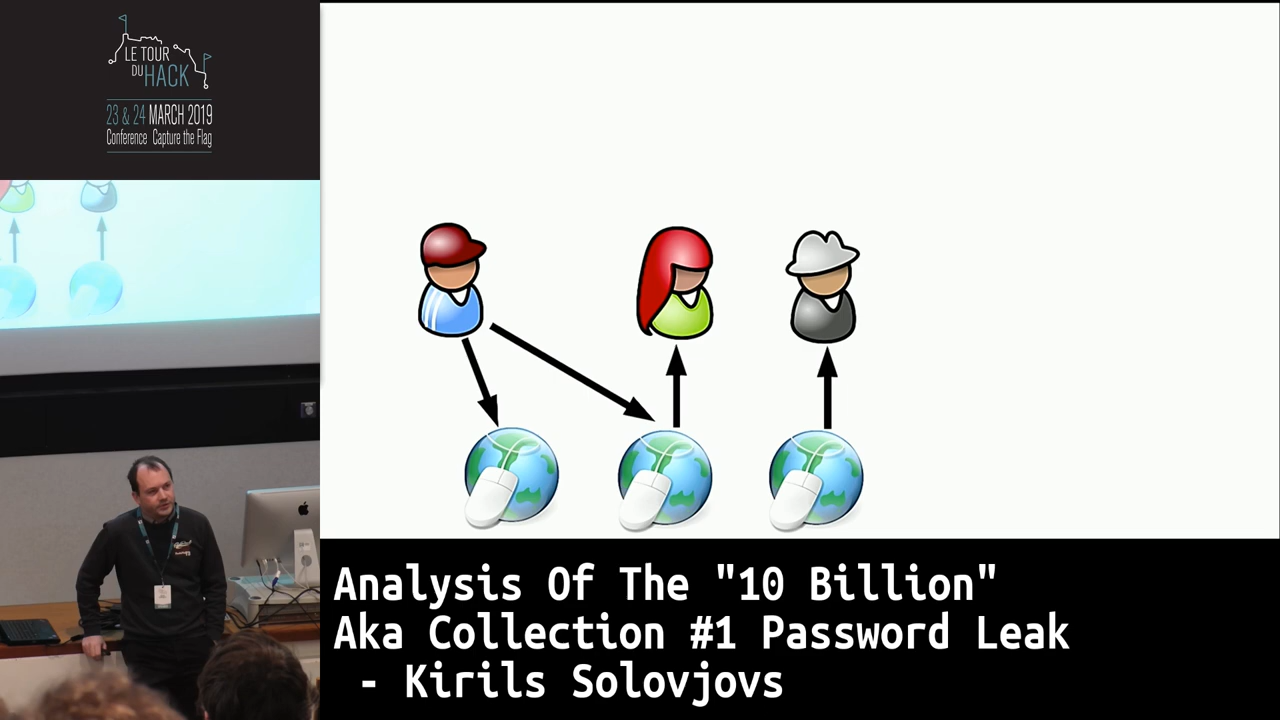 LE TOUR
DU HACK
23 & 24 MARCH 2019
Conference Capture the Flag
Analysis Of The "10 Billion"
Aka Collection #1 Password Leak
- Kirils Solovjovs